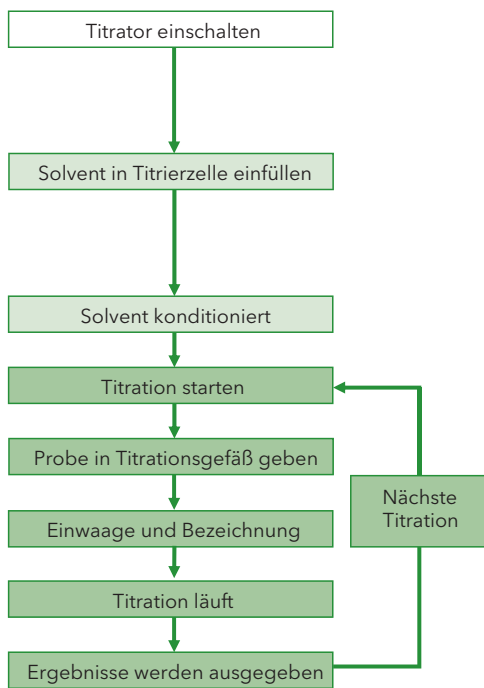 Titrator einschalten
Solvent in Titrierzelle einfüllen
Solvent konditioniert
Titration starten
Probe in Titrationsgefäß geben
Einwaage und Bezeichnung
Titration läuft
Ergebnisse werden ausgegeben
Nächste
Titration